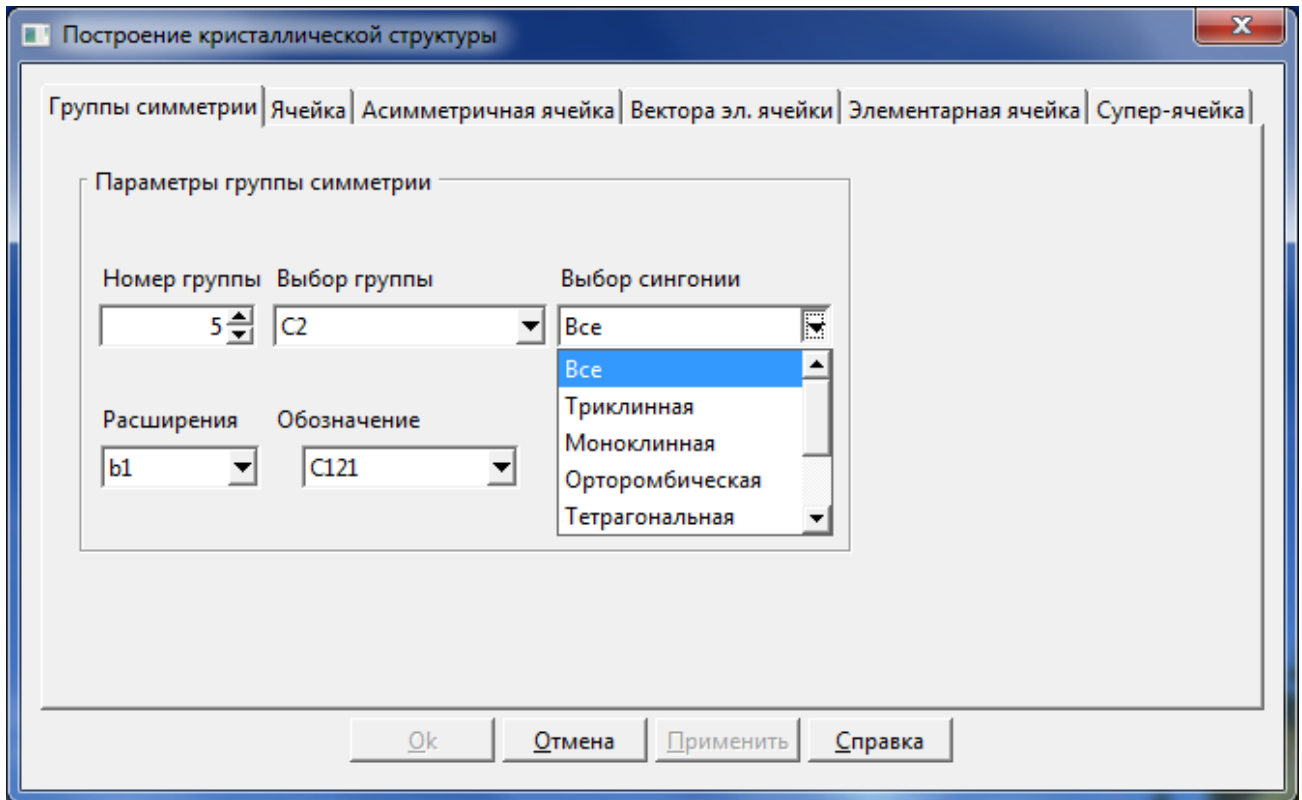 Построение кристаллической структуры
Группы симметрии Ячейка Асимметричная ячейка Вектора эл. ячейки Элементарная ячейка Супер-ячейка
Параметры группы симметрии
Номер группы Выбор группы Выбор сингонии
5 C2 Все
Все
Триклинная
Моноклинная
Орторомбическая
Тетрагональная
Расширения Обозначение
b1 C121
Ok Отмена Применить Справка